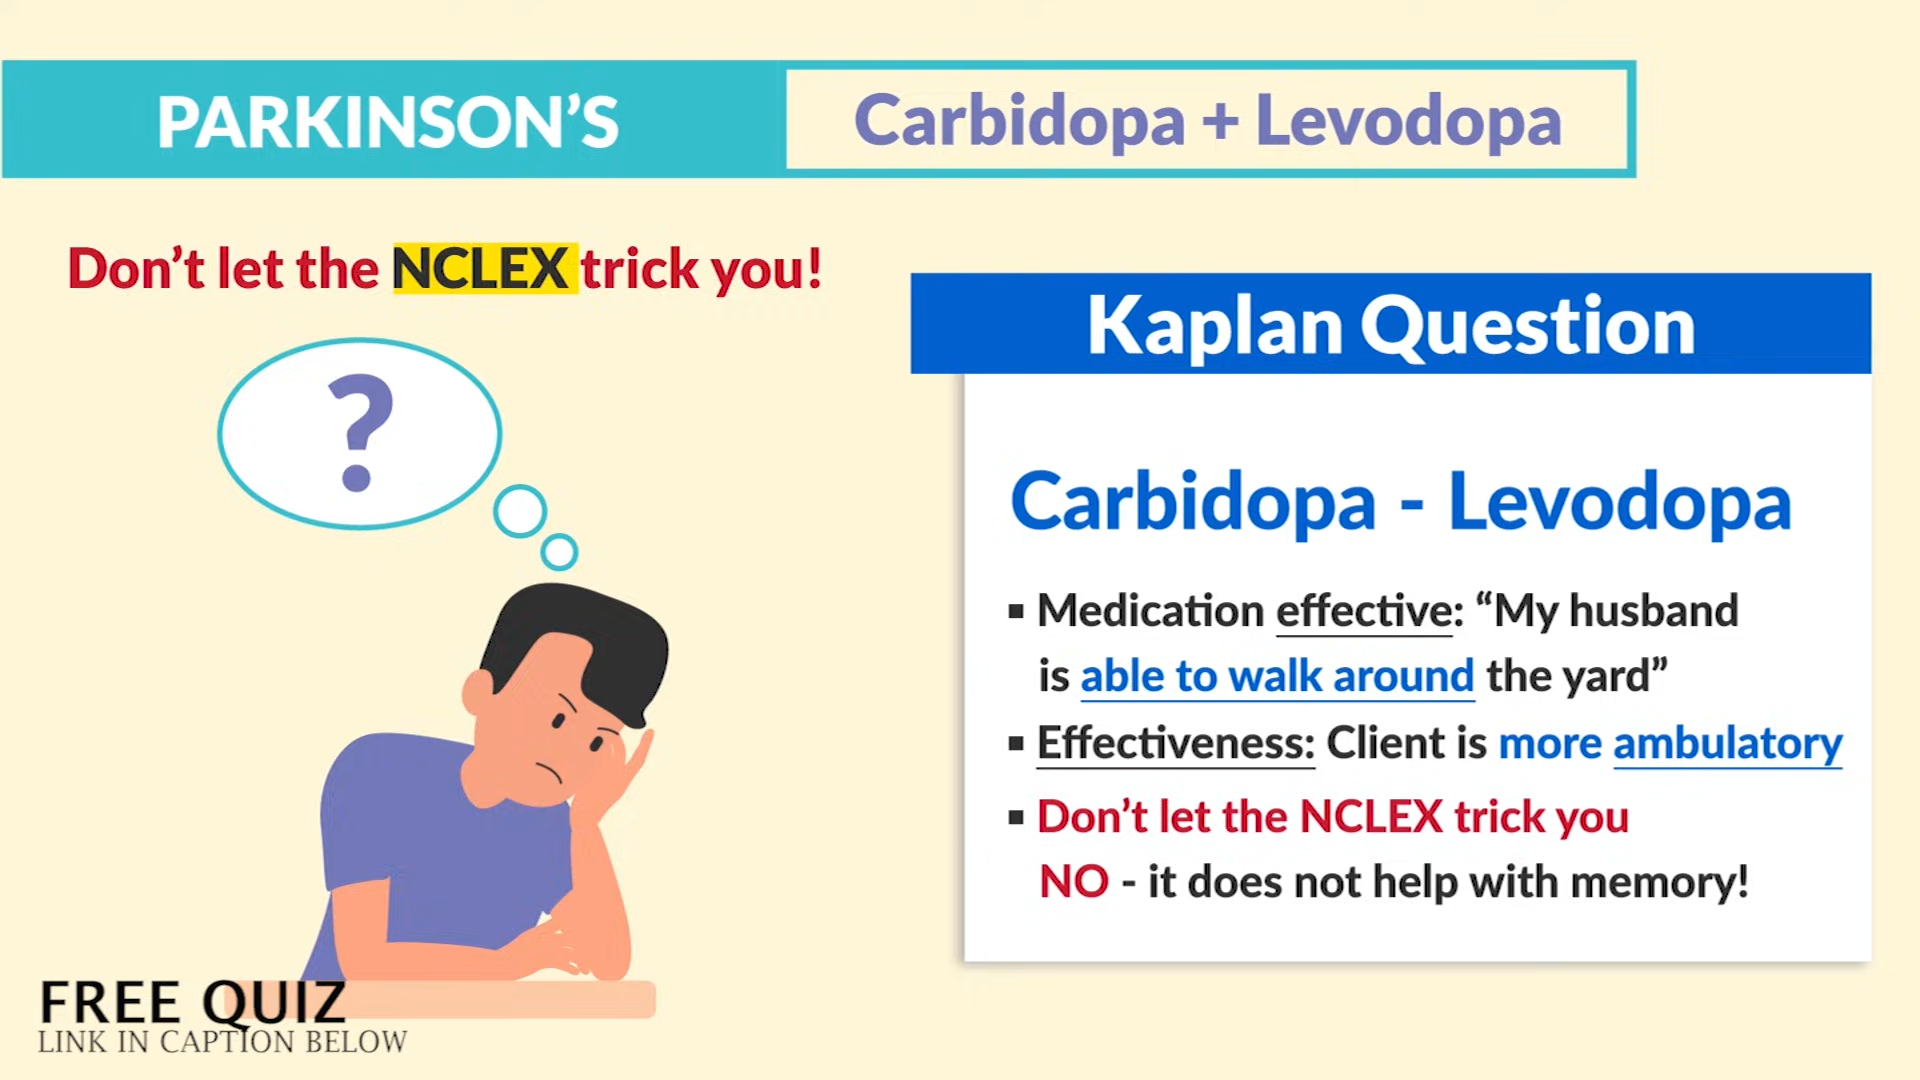 PARKINSON’S
Carbidopa + Levodopa
Don’t let the NCLEX trick you!
?
Kaplan Question
Carbidopa - Levodopa
▪ Medication effective: “My husband
is able to walk around the yard”
▪ Effectiveness: Client is more ambulatory
▪ Don’t let the NCLEX trick you
NO - it does not help with memory!
FREE QUIZ
LINK IN CAPTION BELOW